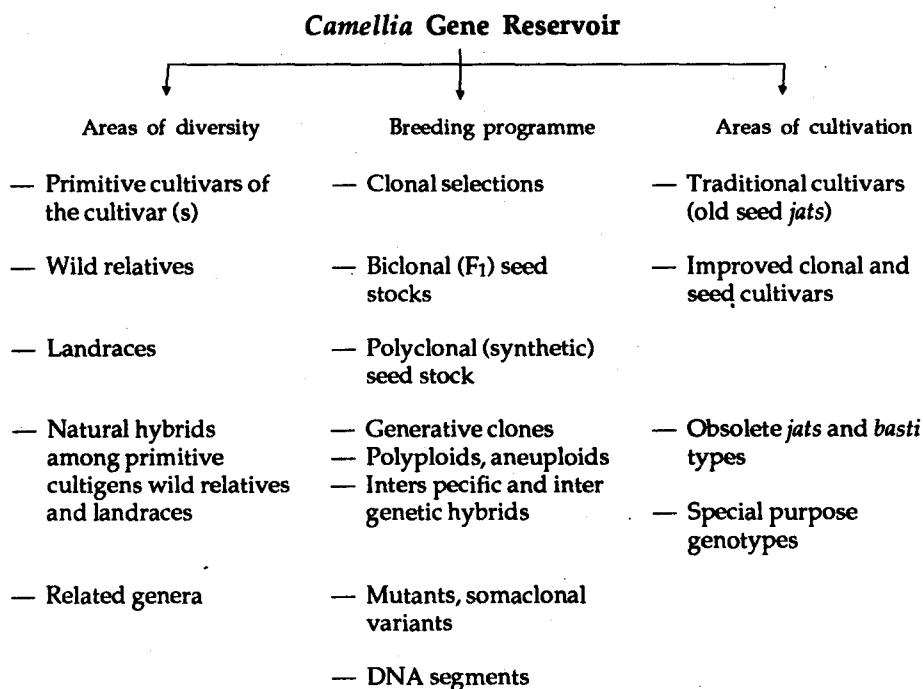 Camellia Gene Reservoir
Areas of diversity
— Primitive cultivars of
the cultivar (s)
— Wild relatives
— Landraces
— Natural hybrids
among primitive
cultigens wild relatives
and landraces
— Related genera
Breeding programme
— Clonal selections
— Biclonal (F1) seed
stocks
— Polyclonal (synthetic)
seed stock
— Generative clones
— Polyploids, aneuploids
— Inters pecific and inter
genetic hybrids
— Mutants, somaclonal
variants
— DNA segments
Areas of cultivation
— Traditional cultivars
(old seed jats)
— Improved clonal and
seed cultivars
— Obsolete jats and basti
types
— Special purpose
genotypes